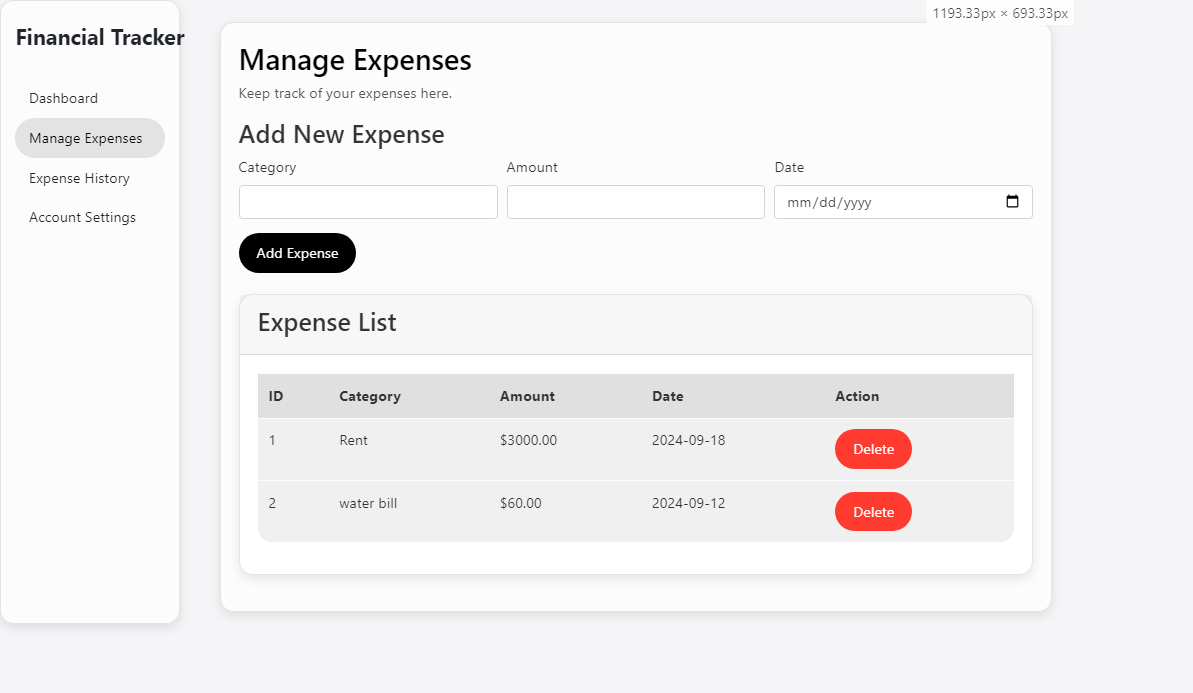 1193.33px × 693.33px
Financial Tracker
Dashboard
Manage Expenses
Expense History
Account Settings
Manage Expenses
Keep track of your expenses here.
Add New Expense
Category Amount Date
mm/dd/yyyy
Add Expense
Expense List
ID Category Amount Date Action
1 Rent $3000.00 2024-09-18 Delete
2 water bill $60.00 2024-09-12 Delete